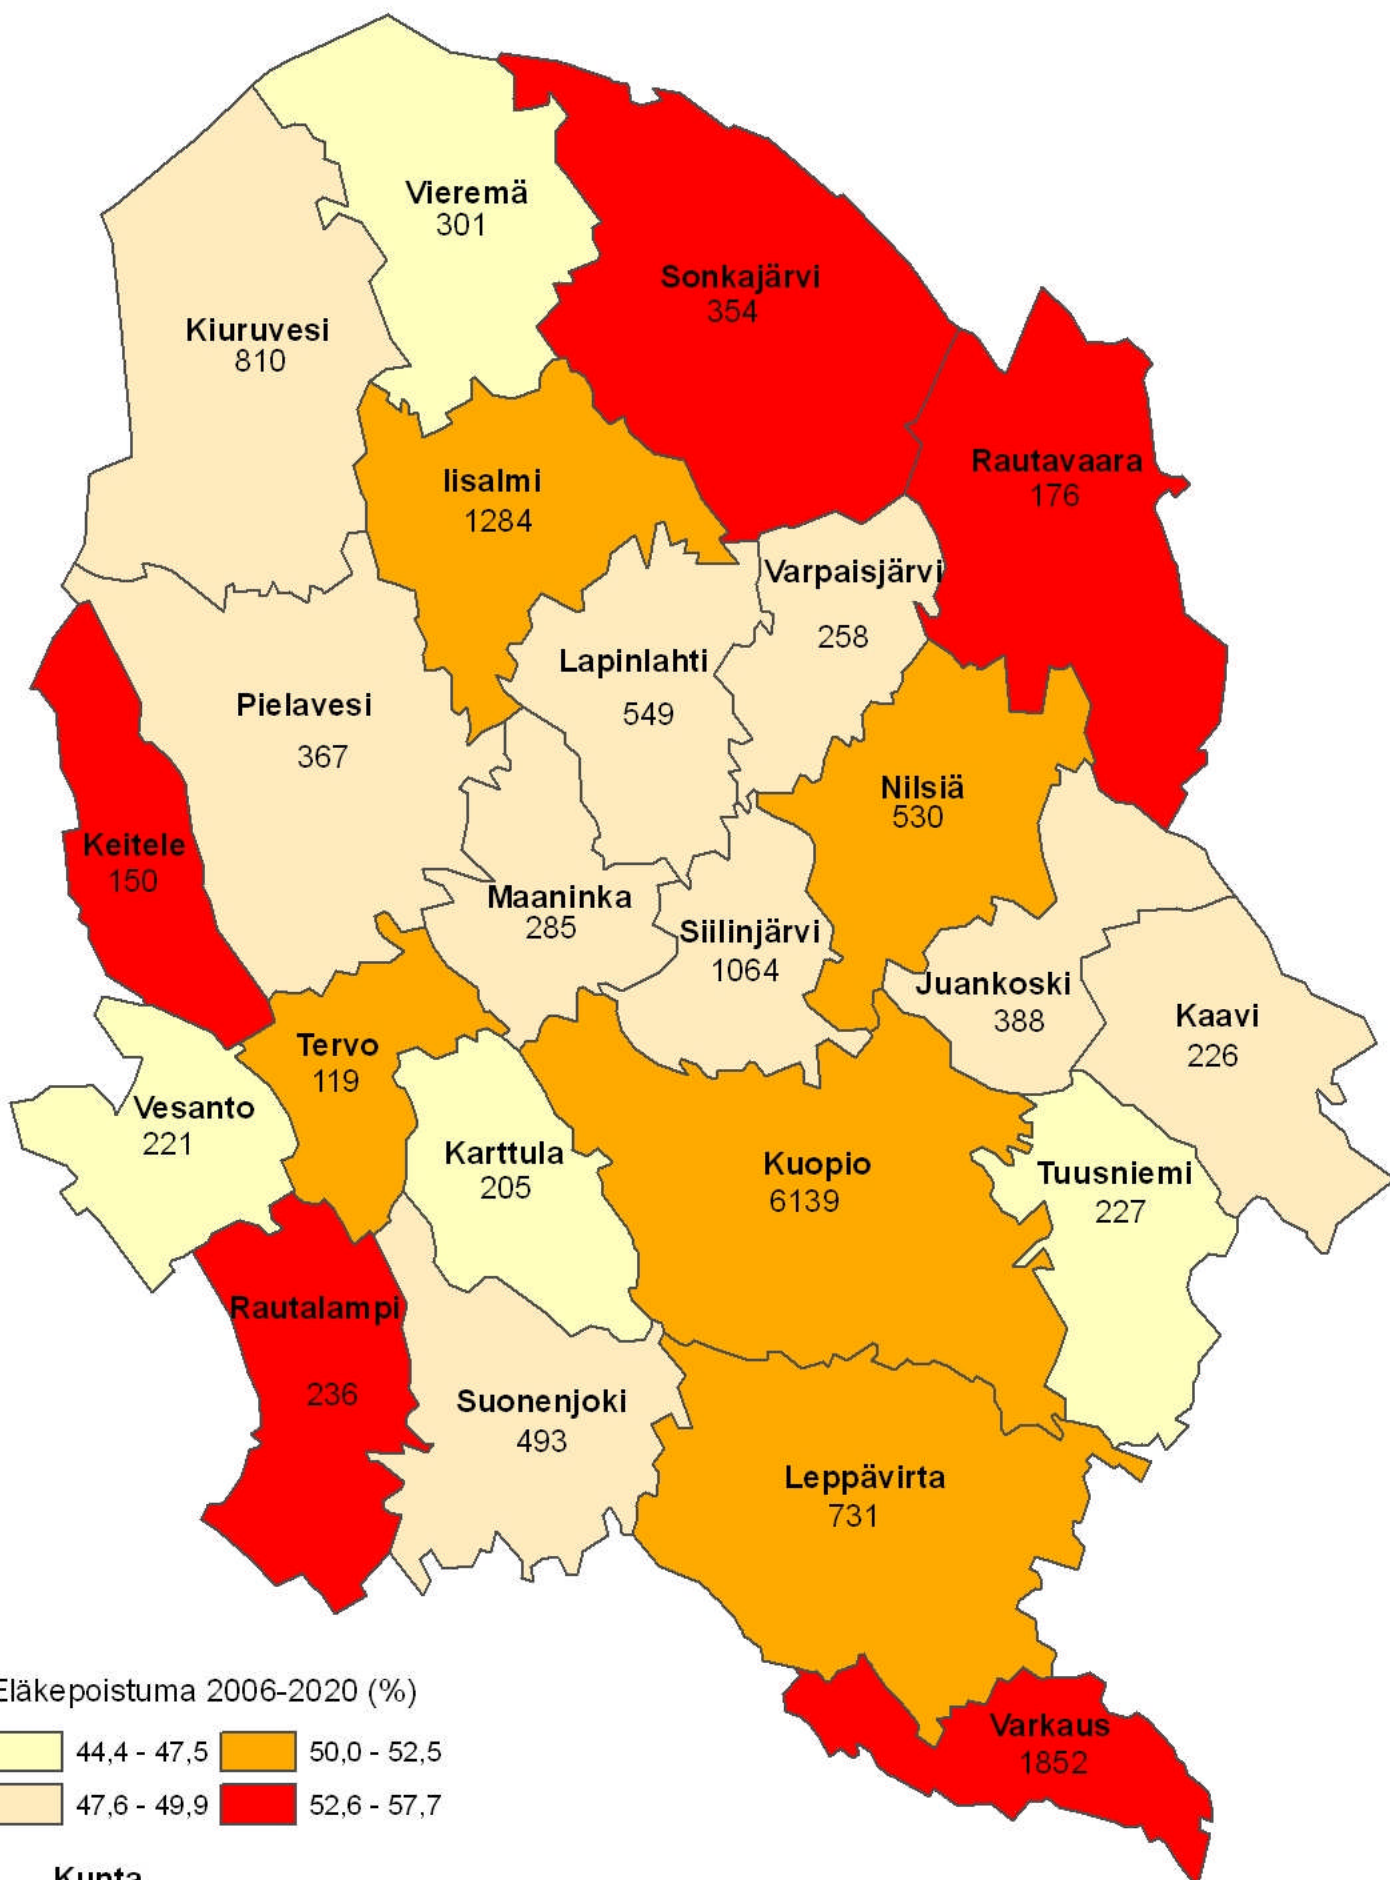 Vieremä
301
Sonkajärvi
354
Kiuruvesi
810
Rautavaara
176
Iisalmi
1284
Varpaisjärvi
258
Lapinlahti
549
Pielavesi
367
Nilsiä
530
Keitele
150
Maaninka
285
Siilinjärvi
1064
Juankoski
388
Kaavi
226
Tervo
119
Vesanto
221
Karttula
205
Kuopio
6139
Tuusniemi
227
Rautalampi
236
Suonenjoki
493
Leppävirta
731
Varkaus
1852
Eläkepoistuma 2006-2020 (%)
44,4 - 47,5 50,0 - 52,5
47,6 - 49,9 52,6 - 57,7
Kunta